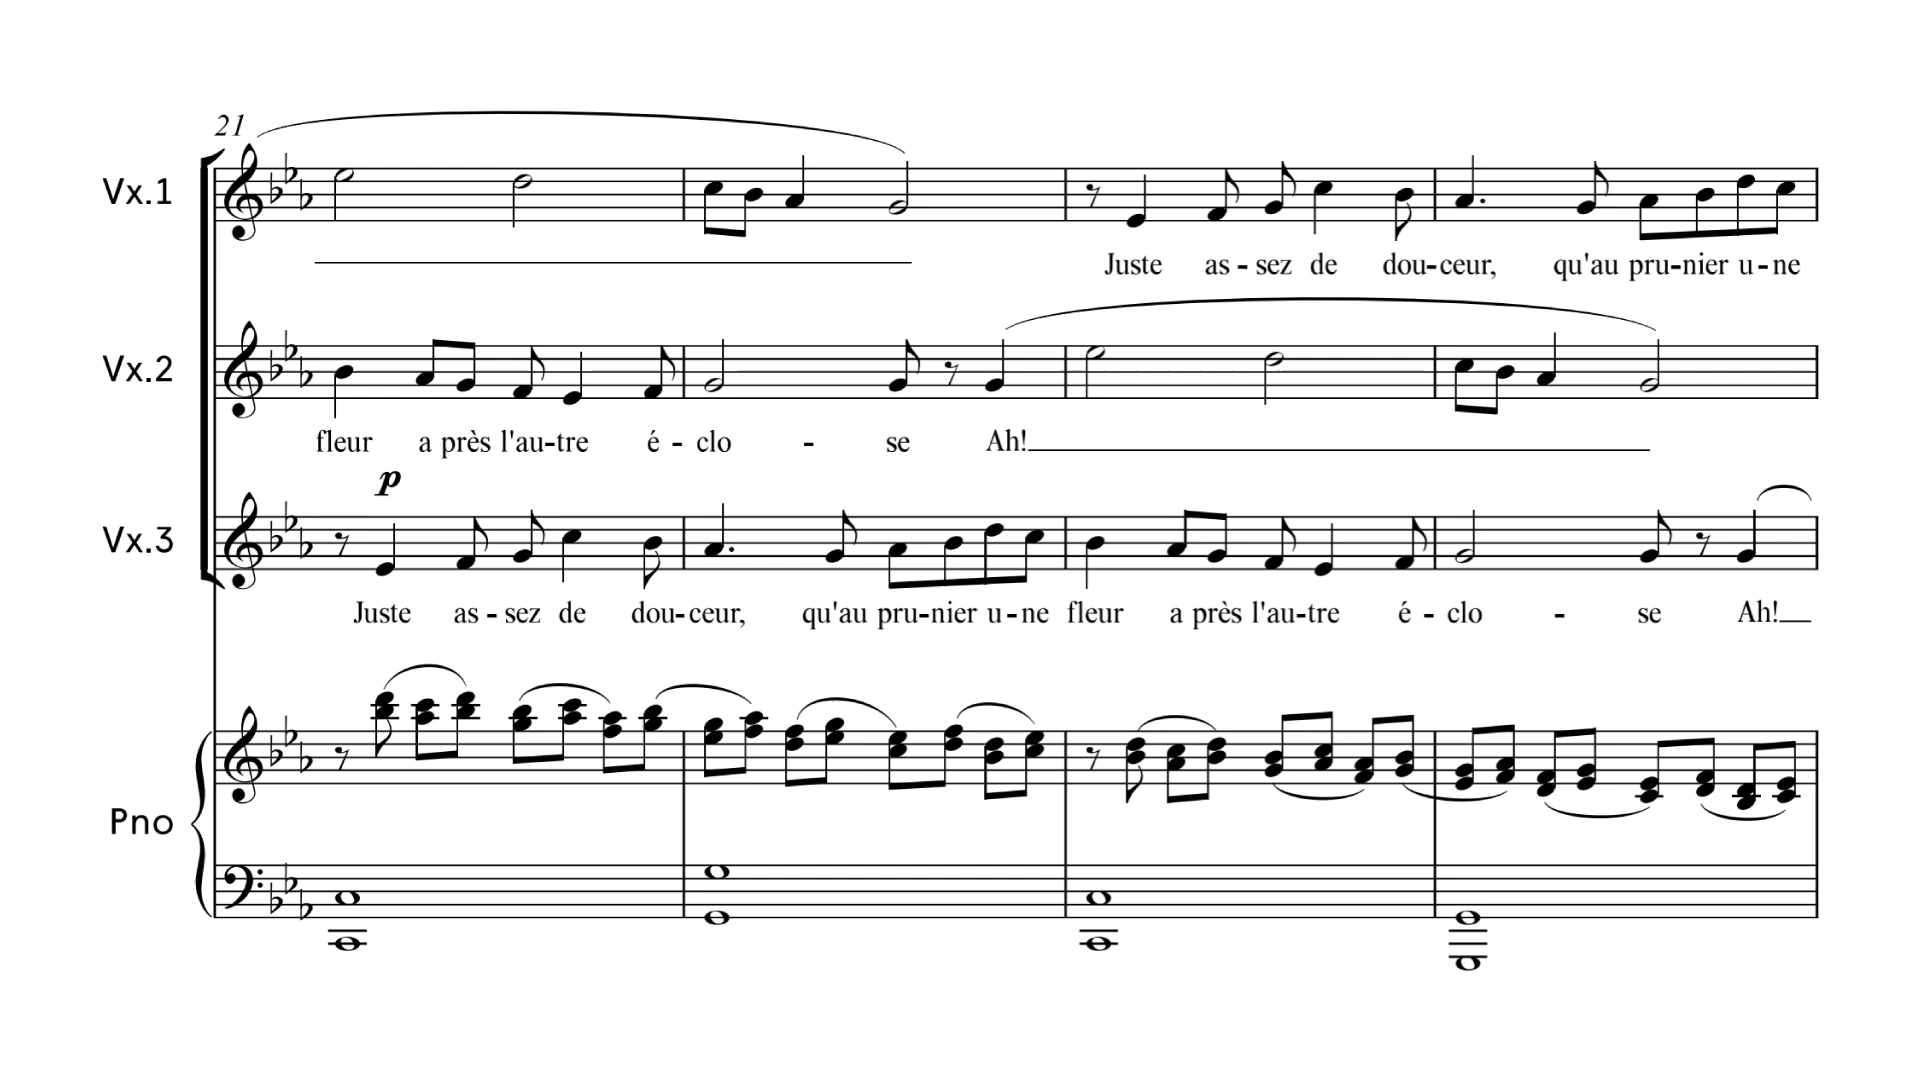 21
Vx.1
Juste as - sez de dou-ceur, qu'au pru-nier u-ne
Vx.2
fleur a près l'au-tre é - clo - se Ah!
p
Vx.3
Juste as - sez de dou-ceur, qu'au pru-nier u-ne fleur a près l'au-tre é - clo - se Ah!
Pno